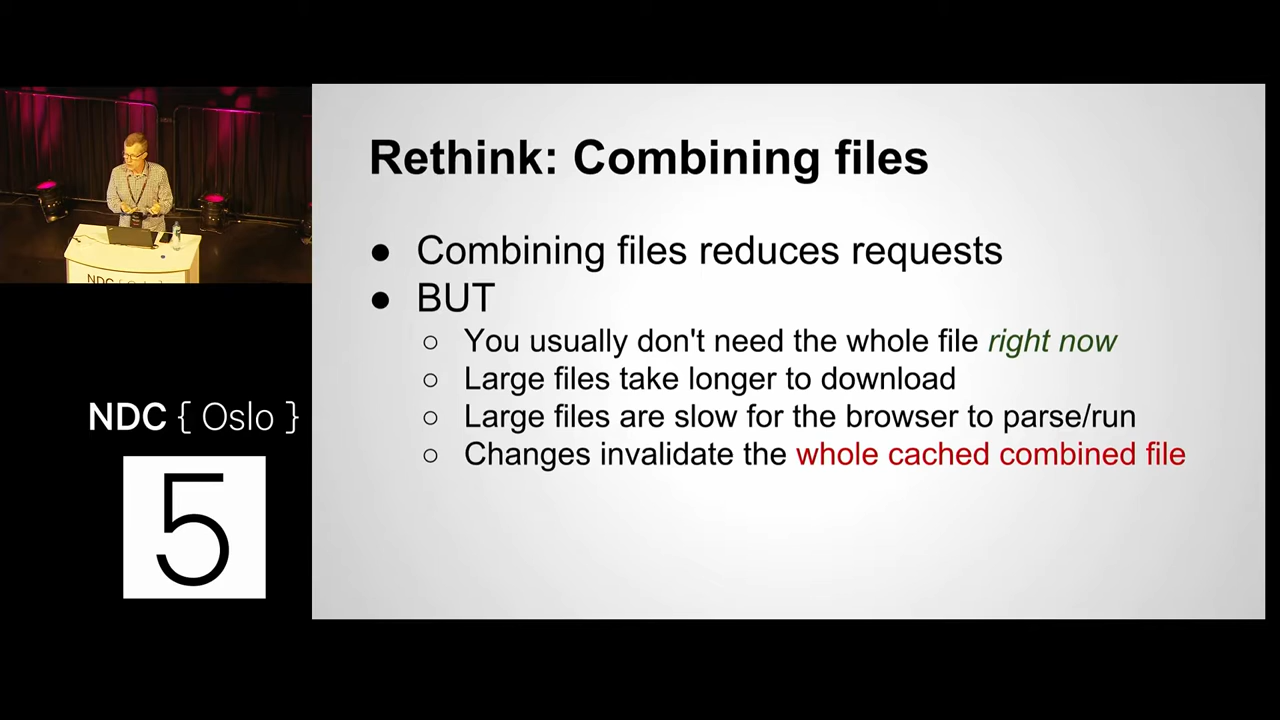 Rethink: Combining files
● Combining files reduces requests
● BUT
○ You usually don't need the whole file right now
○ Large files take longer to download
○ Large files are slow for the browser to parse/run
○ Changes invalidate the whole cached combined file
NDC { Oslo }
NDC { Oslo }
5